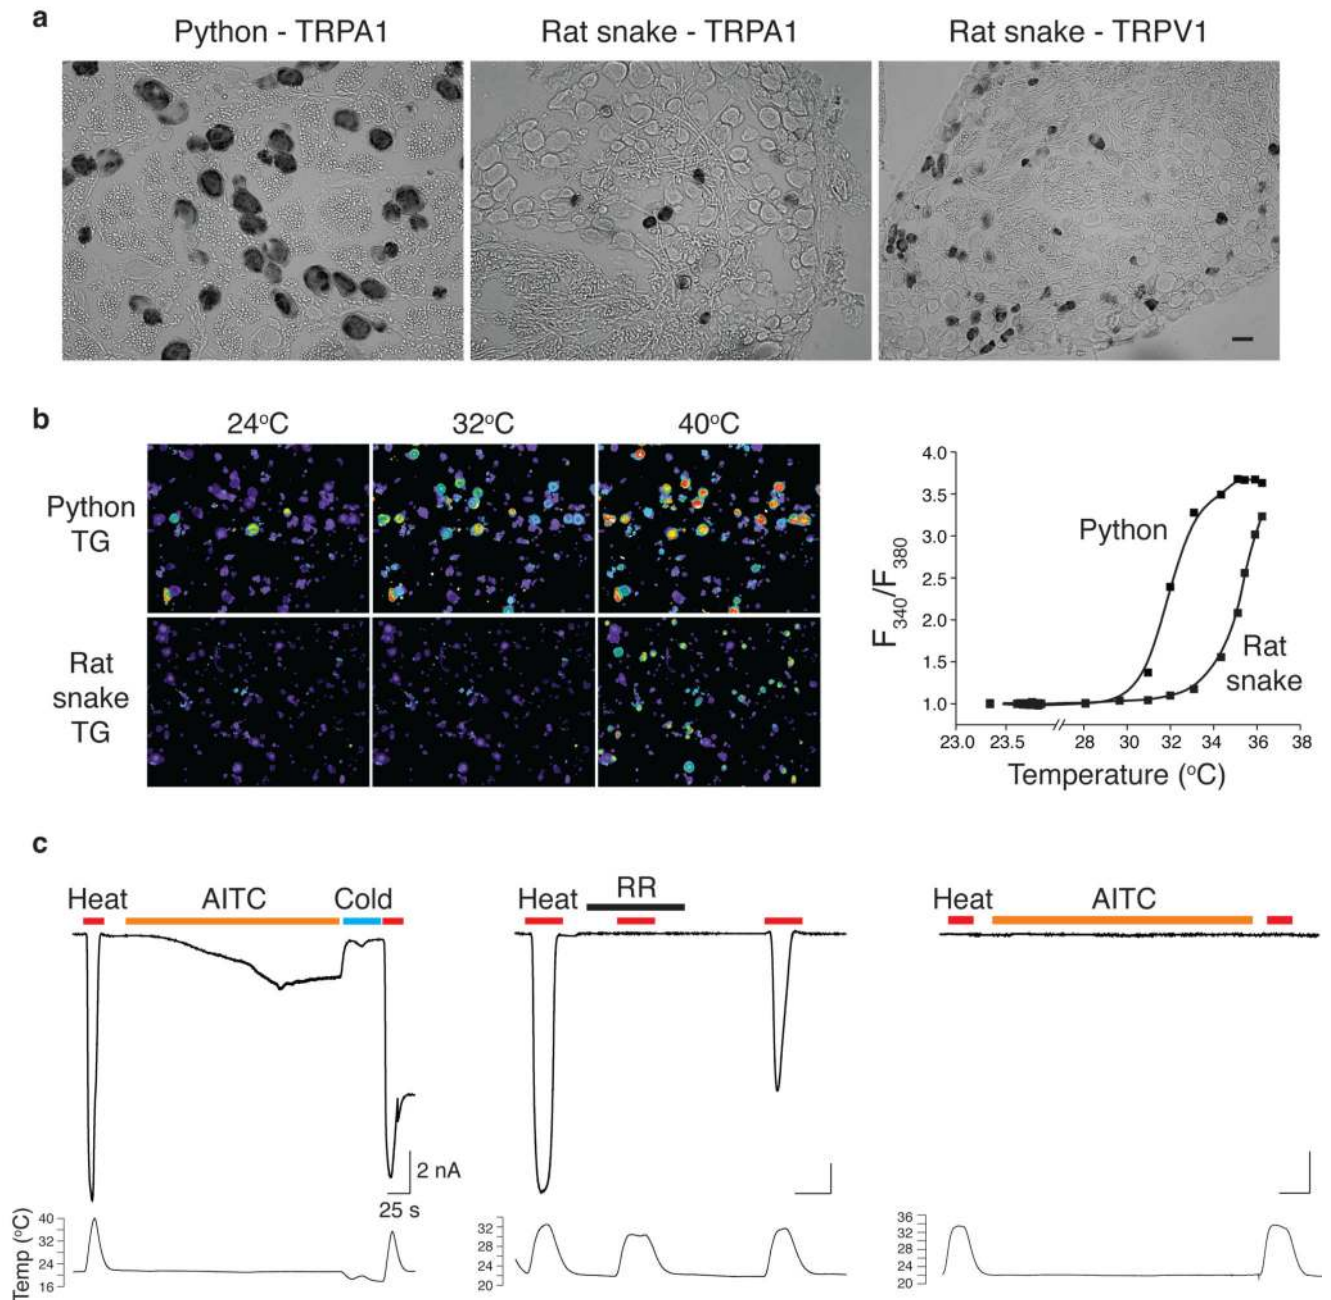 a
Python - TRPA1 Rat snake - TRPA1 Rat snake - TRPV1
b
24°C 32°C 40°C
Python
TG
Rat
snake
TG
F340/F380
4.0
3.5
3.0
2.5
2.0
1.5
1.0
Python
Rat
snake
23.0 23.5 28 30 32 34 36 38
Temperature (°C)
c
Heat AITC Cold
2 nA
25 s
Temp (°C)
40
32
24
16
Heat RR
32
28
24
20
Heat AITC
36
32
28
24
20